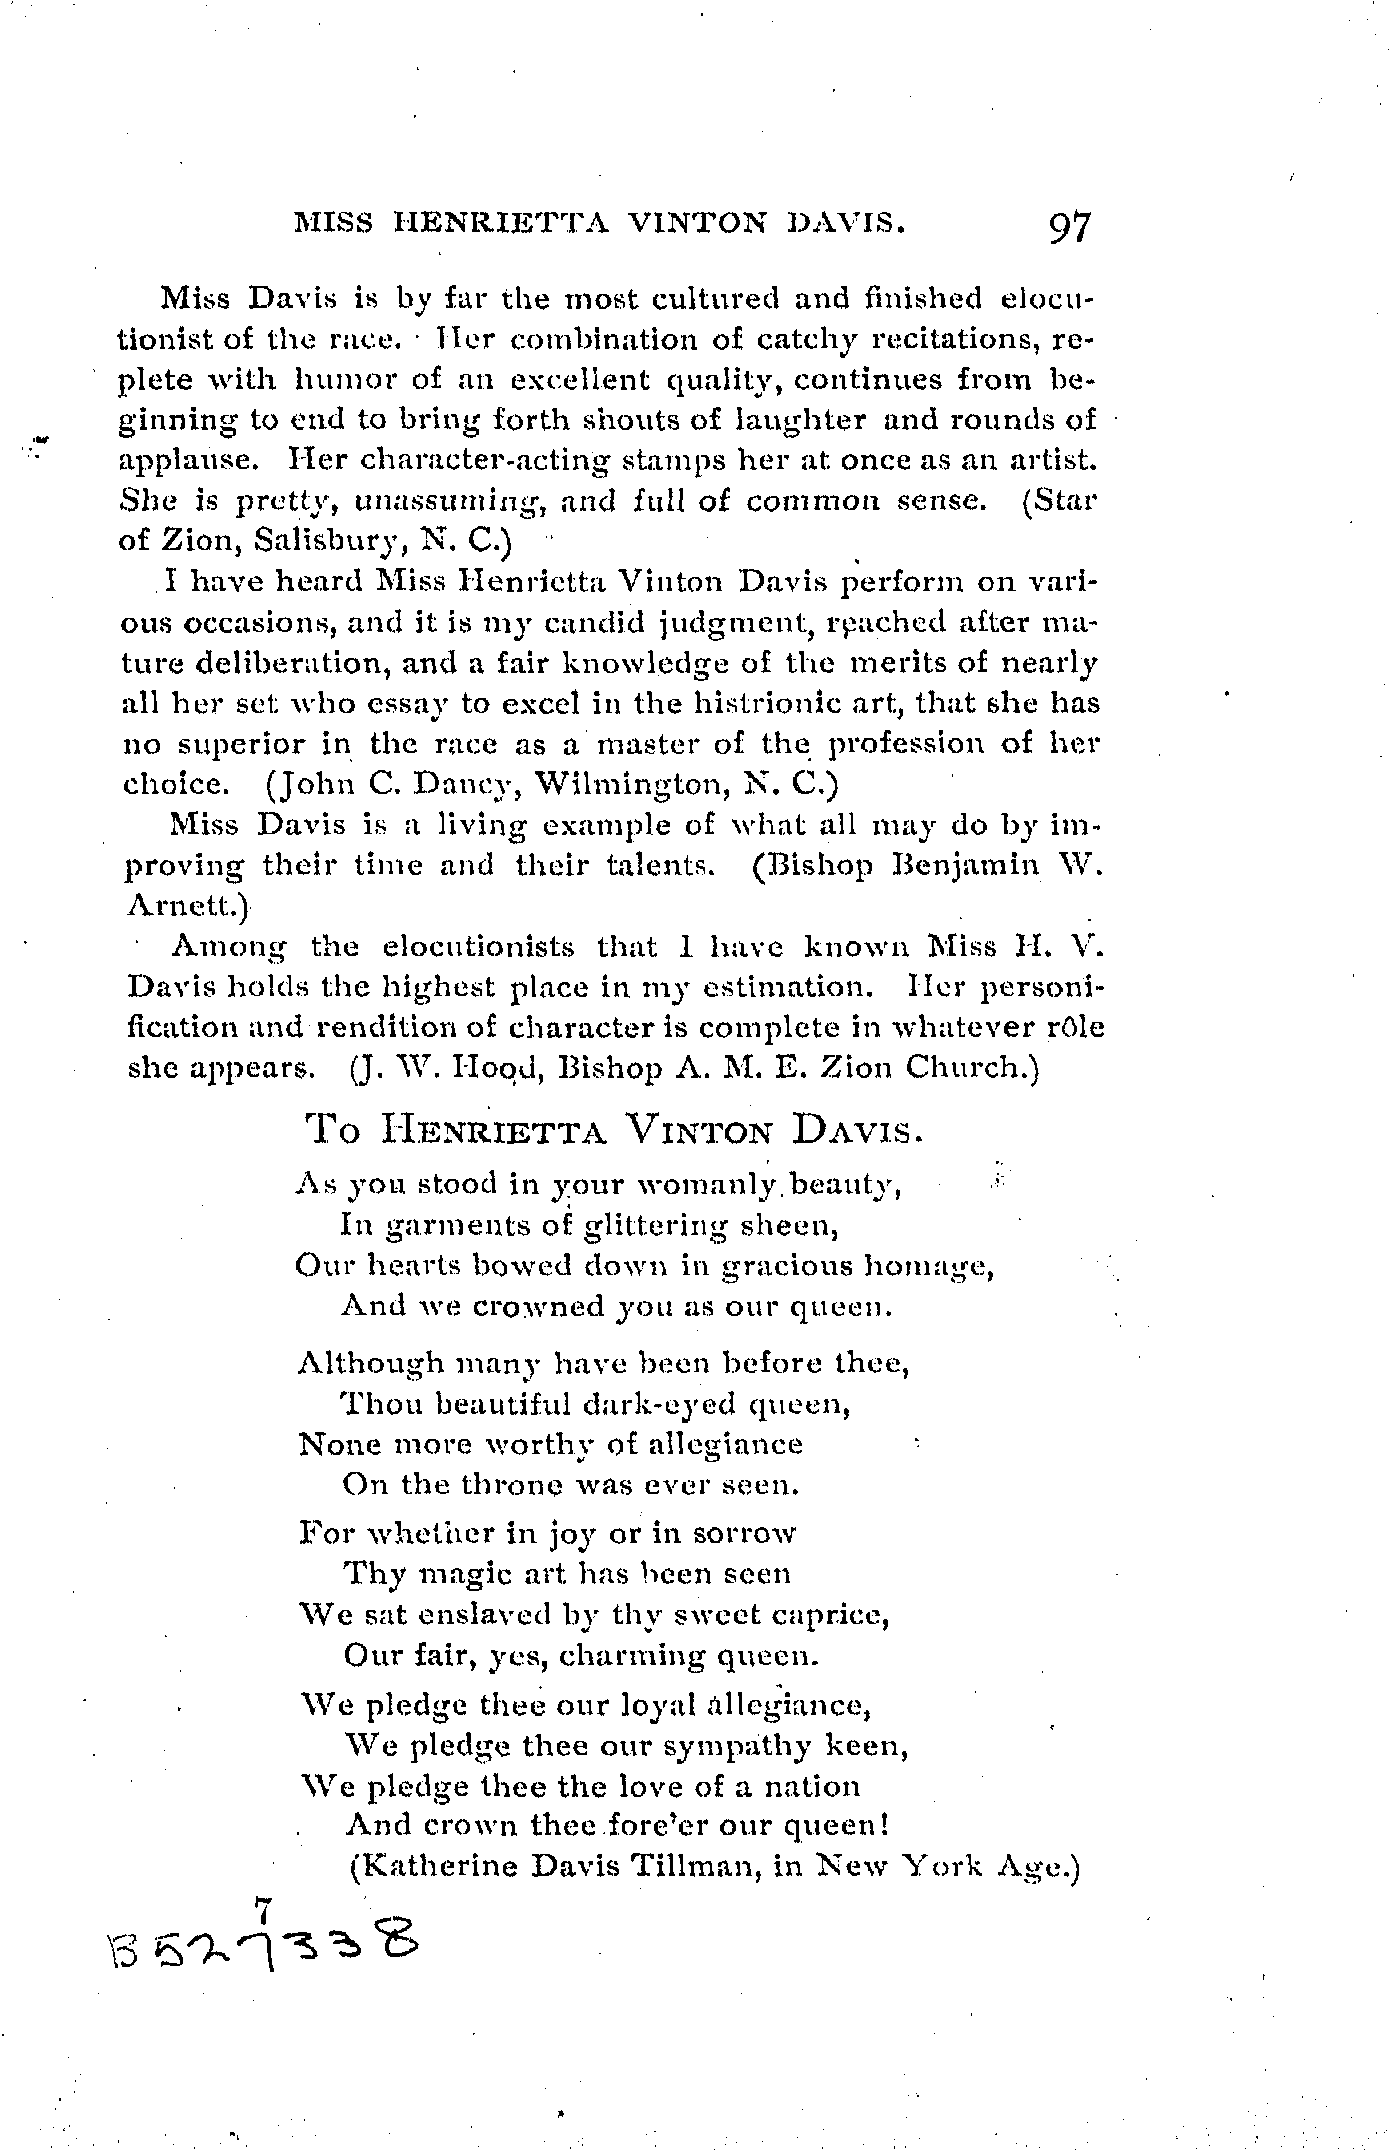 MISS HENRIETTA VINTON DAVIS. 97
Miss Davis is by far the most cultured and finished elocu-
tionist of the race. Her combination of catchy recitations, re-
plete with humor of an excellent quality, continues from be-
ginning to end to bring forth shouts of laughter and rounds of
applause. Her character-acting stamps her at once as an artist.
She is pretty, unassuming, and full of common sense. (Star
of Zion, Salisbury, N. C.)
I have heard Miss Henrietta Vinton Davis perform on vari-
ous occasions, and it is my candid judgment, reached after ma-
ture deliberation, and a fair knowledge of the merits of nearly
all her set who essay to excel in the histrionic art, that she has
no superior in the race as a master of the profession of her
choice. (John C. Dancy, Wilmington, N. C.)
Miss Davis is a living example of what all may do by im-
proving their time and their talents. (Bishop Benjamin W.
Arnett.)
Among the elocutionists that I have known Miss H. V.
Davis holds the highest place in my estimation. Her personi-
fication and rendition of character is complete in whatever rôle
she appears. (J. W. Hood, Bishop A. M. E. Zion Church.)
TO HENRIETTA VINTON DAVIS.
As you stood in your womanly beauty,
In garments of glittering sheen,
Our hearts bowed down in gracious homage,
And we crowned you as our queen.
Although many have been before thee,
Thou beautiful dark-eyed queen,
None more worthy of allegiance
On the throne was ever seen.
For whether in joy or in sorrow
Thy magic art has been seen
We sat enslaved by thy sweet caprice,
Our fair, yes, charming queen.
We pledge thee our loyal allegiance,
We pledge thee our sympathy keen,
We pledge thee the love of a nation
And crown thee fore'er our queen!
(Katherine Davis Tillman, in New York Age.)
7
B527338